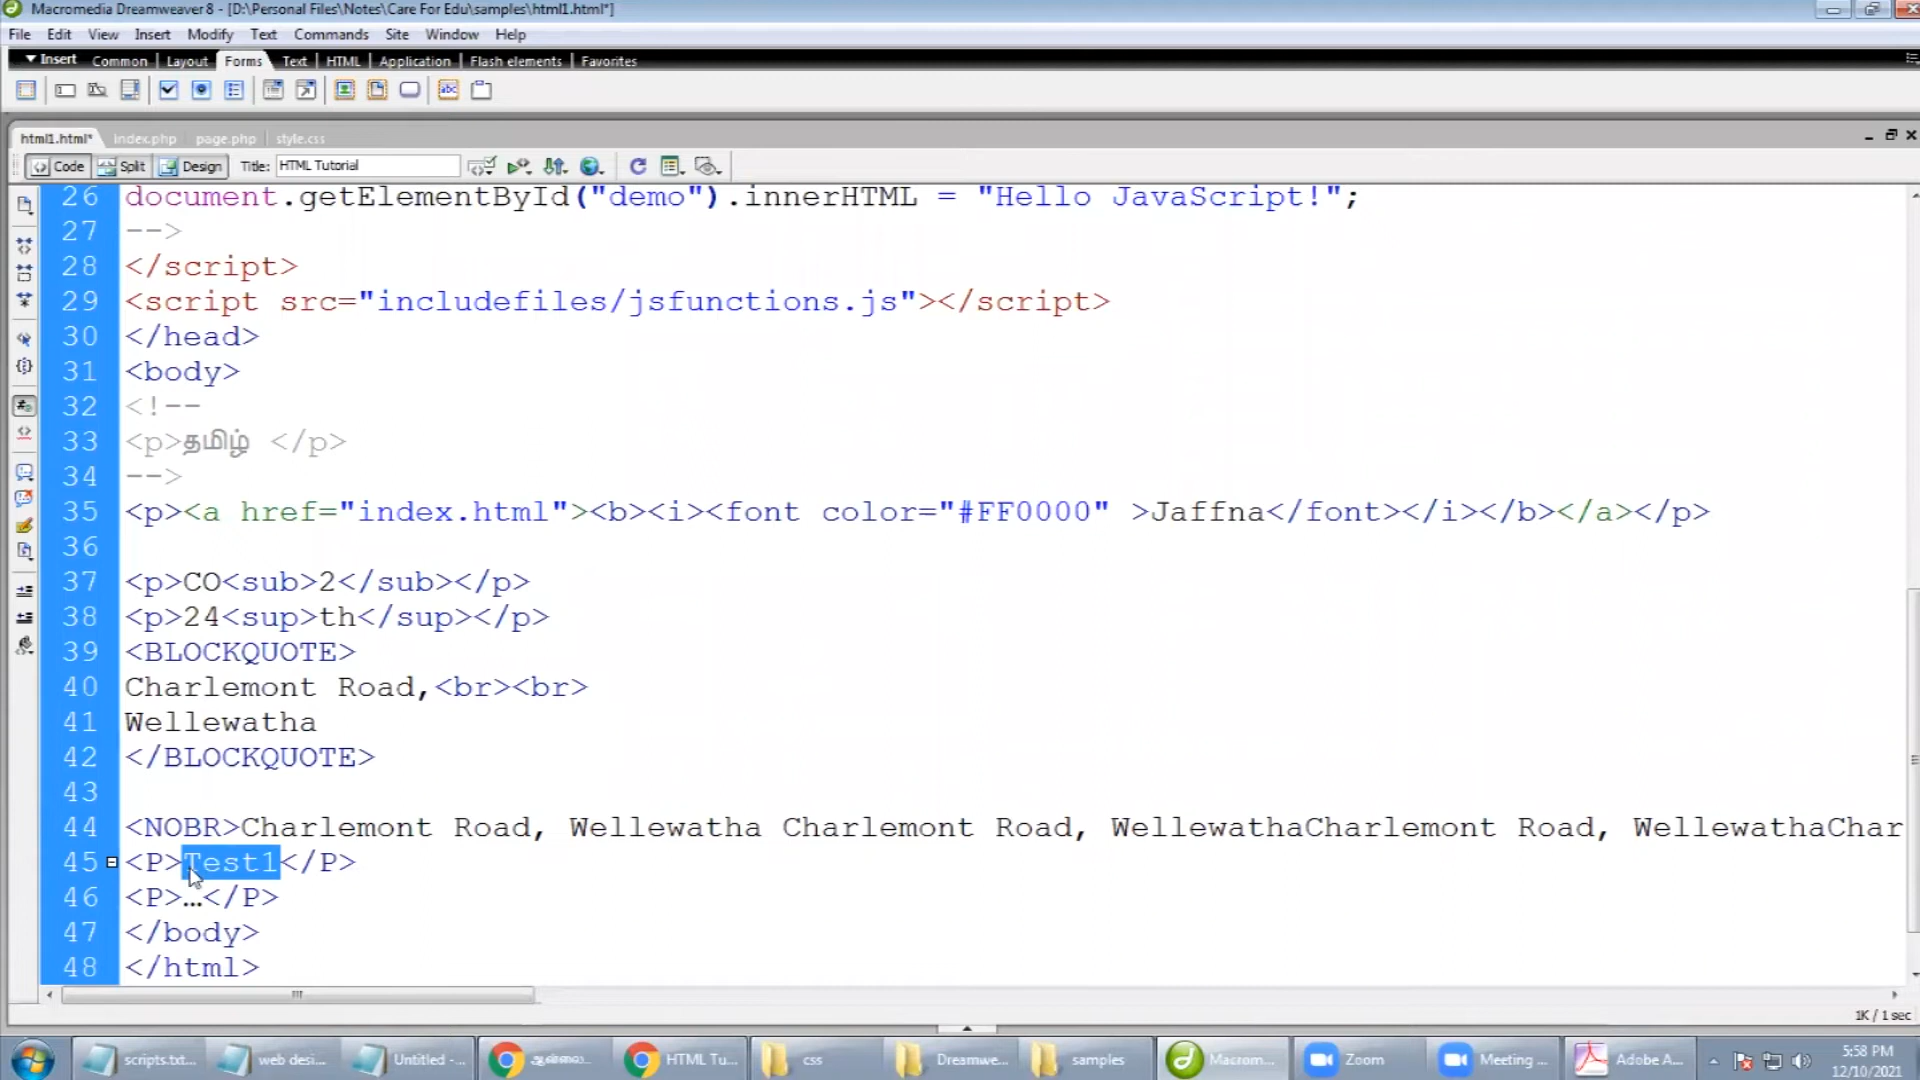 Macromedia Dreamweaver 8 - [D:\Personal Files\Notes\Care For Edu\samples\html1.html*]
File Edit View Insert Modify Text Commands Site Window Help
Insert Common Layout Forms Text HTML Application Flash elements Favorites
html1.html* index.php page.php style.css
Code Split Design Title: HTML Tutorial
26 document.getElementById("demo").innerHTML = "Hello JavaScript!";
27 -->
28 </script>
29 <script src="includefiles/jsfunctions.js"></script>
30 </head>
31 <body>
32 <!--
33 <p>தமிழ் </p>
34 -->
35 <p><a href="index.html"><b><i><font color="#FF0000" >Jaffna</font></i></b></a></p>
36
37 <p>CO<sub>2</sub></p>
38 <p>24<sup>th</sup></p>
39 <BLOCKQUOTE>
40 Charlemont Road,<br><br>
41 Wellewatha
42 </BLOCKQUOTE>
43
44 <NOBR>Charlemont Road, Wellewatha Charlemont Road, WellewathaCharlemont Road, WellewathaChar
45 <P>Test1</P>
46 <P>…</P>
47 </body>
48 </html>
1K / 1 sec
scripts.txt... web desi... Untitled -... HTML Tu... css Dreamwe... samples Macrom... Zoom Meeting ... Adobe A... 5:58 PM
12/10/2021